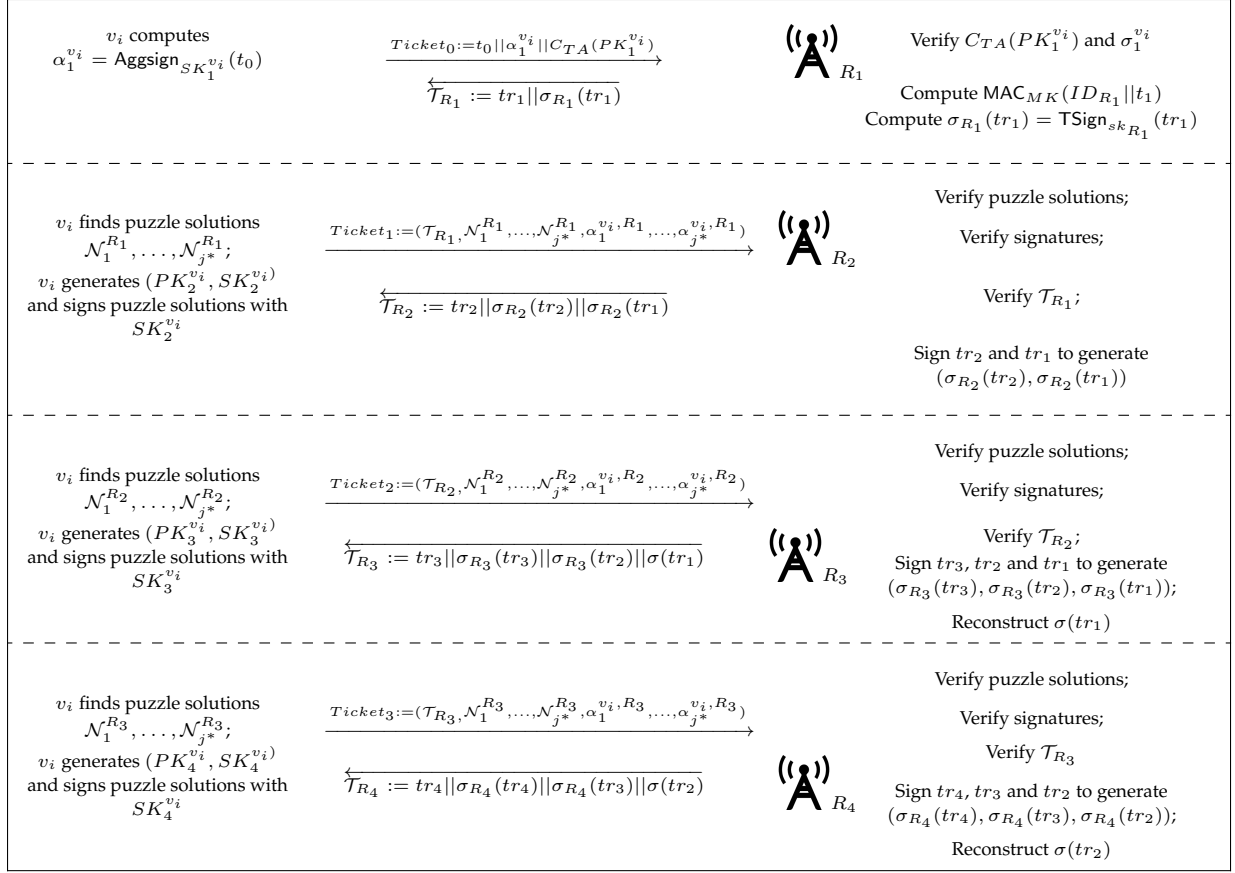 v_i computes
α_1^{v_i} = Aggsign_{SK_1^{v_i}}(t_0)
Ticket_0:=t_0||α_1^{v_i}||C_{TA}(PK_1^{v_i})
T_{R_1} := tr_1||σ_{R_1}(tr_1)
R_1
Verify C_{TA}(PK_1^{v_i}) and σ_1^{v_i}
Compute MAC_{MK}(ID_{R_1}||t_1)
Compute σ_{R_1}(tr_1) = TSign_{sk_{R_1}}(tr_1)
v_i finds puzzle solutions
N_1^{R_1}, . . . , N_{j*}^{R_1};
v_i generates (PK_2^{v_i}, SK_2^{v_i})
and signs puzzle solutions with
SK_2^{v_i}
Ticket_1:=(T_{R_1},N_1^{R_1},...,N_{j*}^{R_1},α_1^{v_i,R_1},...,α_{j*}^{v_i,R_1})
T_{R_2} := tr_2||σ_{R_2}(tr_2)||σ_{R_2}(tr_1)
R_2
Verify puzzle solutions;
Verify signatures;
Verify T_{R_1};
Sign tr_2 and tr_1 to generate
(σ_{R_2}(tr_2), σ_{R_2}(tr_1))
v_i finds puzzle solutions
N_1^{R_2}, . . . , N_{j*}^{R_2};
v_i generates (PK_3^{v_i}, SK_3^{v_i})
and signs puzzle solutions with
SK_3^{v_i}
Ticket_2:=(T_{R_2},N_1^{R_2},...,N_{j*}^{R_2},α_1^{v_i,R_2},...,α_{j*}^{v_i,R_2})
T_{R_3} := tr_3||σ_{R_3}(tr_3)||σ_{R_3}(tr_2)||σ(tr_1)
R_3
Verify puzzle solutions;
Verify signatures;
Verify T_{R_2};
Sign tr_3, tr_2 and tr_1 to generate
(σ_{R_3}(tr_3), σ_{R_3}(tr_2), σ_{R_3}(tr_1));
Reconstruct σ(tr_1)
v_i finds puzzle solutions
N_1^{R_3}, . . . , N_{j*}^{R_3};
v_i generates (PK_4^{v_i}, SK_4^{v_i})
and signs puzzle solutions with
SK_4^{v_i}
Ticket_3:=(T_{R_3},N_1^{R_3},...,N_{j*}^{R_3},α_1^{v_i,R_3},...,α_{j*}^{v_i,R_3})
T_{R_4} := tr_4||σ_{R_4}(tr_4)||σ_{R_4}(tr_3)||σ(tr_2)
R_4
Verify puzzle solutions;
Verify signatures;
Verify T_{R_3}
Sign tr_4, tr_3 and tr_2 to generate
(σ_{R_4}(tr_4), σ_{R_4}(tr_3), σ_{R_4}(tr_2));
Reconstruct σ(tr_2)